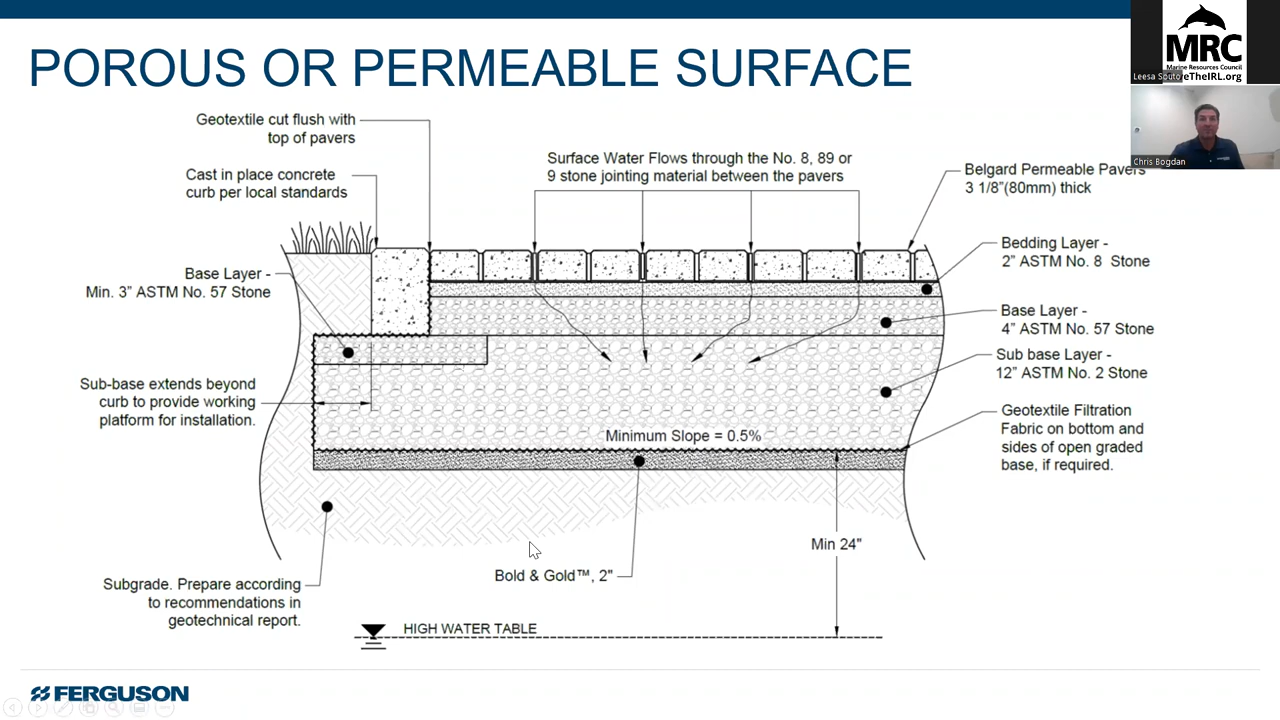 POROUS OR PERMEABLE SURFACE
MRC
Marine Resources Council
Leesa Souto
reTheIRL.org
Chris Bogdan
Geotextile cut flush with
top of pavers
Cast in place concrete
curb per local standards
Surface Water Flows through the No. 8, 89 or
9 stone jointing material between the pavers
Belgard Permeable Pavers
3 1/8”(80mm) thick
Base Layer -
Min. 3” ASTM No. 57 Stone
Bedding Layer -
2” ASTM No. 8 Stone
Base Layer -
4” ASTM No. 57 Stone
Sub base Layer -
12” ASTM No. 2 Stone
Sub-base extends beyond
curb to provide working
platform for installation.
Minimum Slope = 0.5%
Geotextile Filtration
Fabric on bottom and
sides of open graded
base, if required.
Min 24"
Bold & Gold™, 2"
Subgrade. Prepare according
to recommendations in
geotechnical report.
HIGH WATER TABLE
FERGUSON